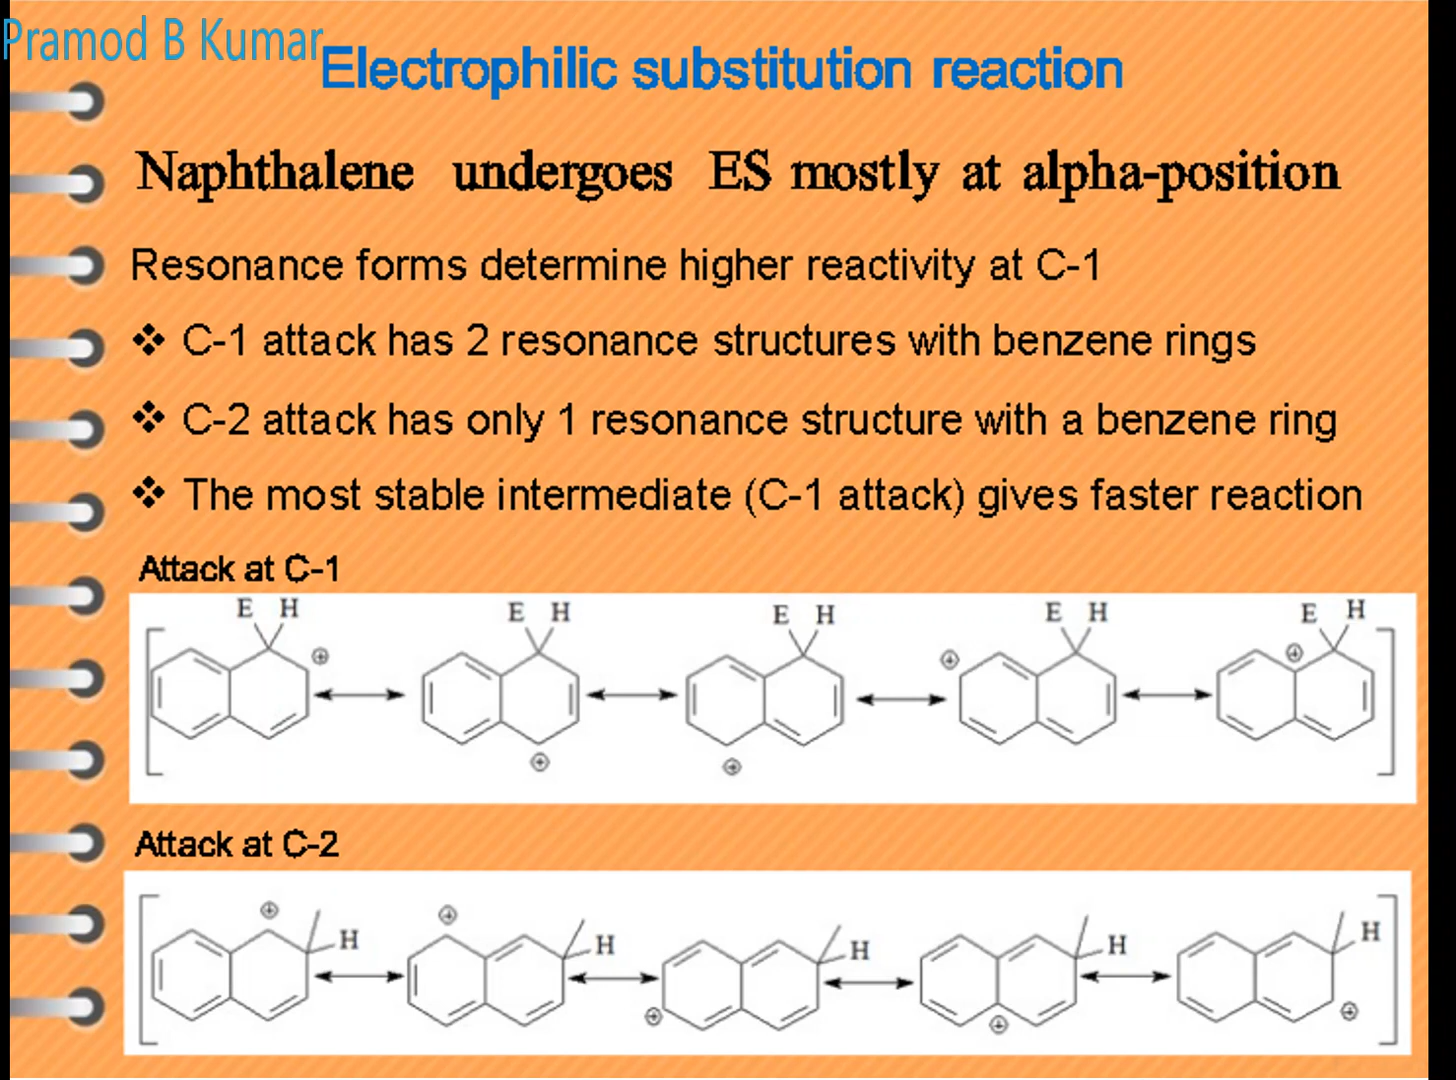 Pramod B Kumar
Electrophilic substitution reaction
Naphthalene undergoes ES mostly at alpha-position
Resonance forms determine higher reactivity at C-1
❖ C-1 attack has 2 resonance structures with benzene rings
❖ C-2 attack has only 1 resonance structure with a benzene ring
❖ The most stable intermediate (C-1 attack) gives faster reaction
Attack at C-1
E H E H E H E H E H
⊕ ⊕ ⊕ ⊕ ⊕
Attack at C-2
⊕ ⊕ ⊕ ⊕ ⊕
H H H H H